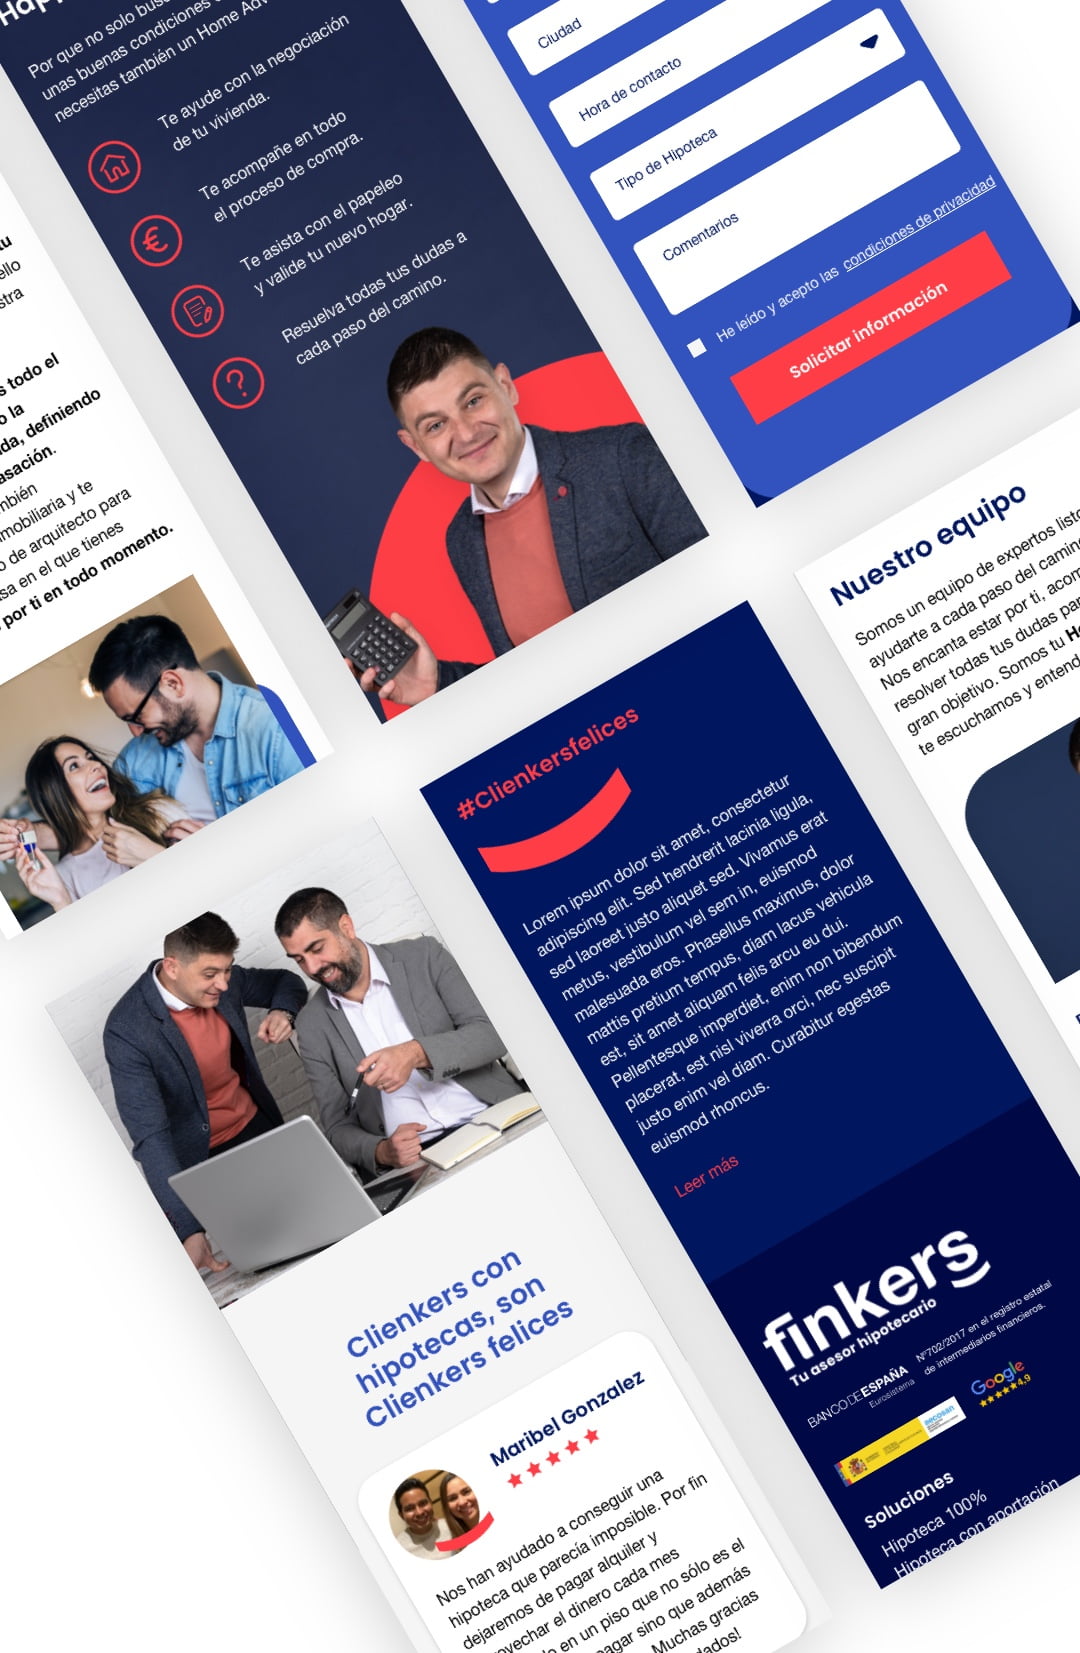 Por que no solo
unas buenas condiciones
necesitas también un Home
Te ayude con la negociación
de tu vivienda.
Te acompañe en todo
el proceso de compra.
Te asista con el papeleo
y valide tu nuevo hogar.
Resuelva todas tus dudas a
cada paso del camino.
Ciudad
Hora de contacto
Tipo de Hipoteca
Comentarios
He leído y acepto las condiciones de privacidad
Solicitar información
tu
todo el
la
definiendo
y te
de arquitecto para
en el que tienes
por ti en todo momento.
Nuestro equipo
Somos un equipo de expertos
ayudarte a cada paso del
Nos encanta estar por ti,
resolver todas tus dudas
gran objetivo. Somos tu
te escuchamos y
#Clienkersfelices
Lorem ipsum dolor sit amet, consectetur
adipiscing elit. Sed hendrerit lacinia ligula,
sed laoreet justo aliquet sed. Vivamus erat
metus, vestibulum vel sem in, euismod
malesuada eros. Phasellus maximus, dolor
mattis pretium tempus, diam lacus vehicula
est, sit amet aliquam felis arcu eu dui.
Pellentesque imperdiet, enim non bibendum
placerat, est nisl viverra orci, nec suscipit
justo enim vel diam. Curabitur egestas
euismod rhoncus.
Leer más
finkers
Tu asesor hipotecario
BANCO DE ESPAÑA
Eurosistema
Nº702/2017 en el registro estatal
de intermediarios financieros.
aecosan
Google
4,9
Soluciones
Hipoteca 100%
Hipoteca con aportación
Clienkers con
hipotecas, son
Clienkers felices
Maribel Gonzalez
Nos han ayudado a conseguir una
hipoteca que parecía imposible. Por fin
dejaremos de pagar alquiler y
el dinero cada mes
en un piso que no sólo es el
sino que además
Muchas gracias